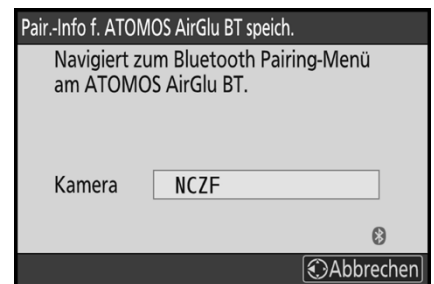 Pair.-Info f. ATOMOS AirGlu BT speich.
Navigiert zum Bluetooth Pairing-Menü
am ATOMOS AirGlu BT.
Kamera NCZF
Abbrechen